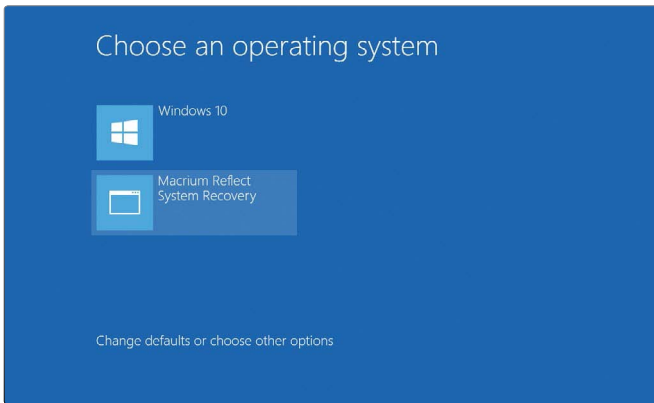 Choose an operating system
Windows 10
Macrium Reflect
System Recovery
Change defaults or choose other options